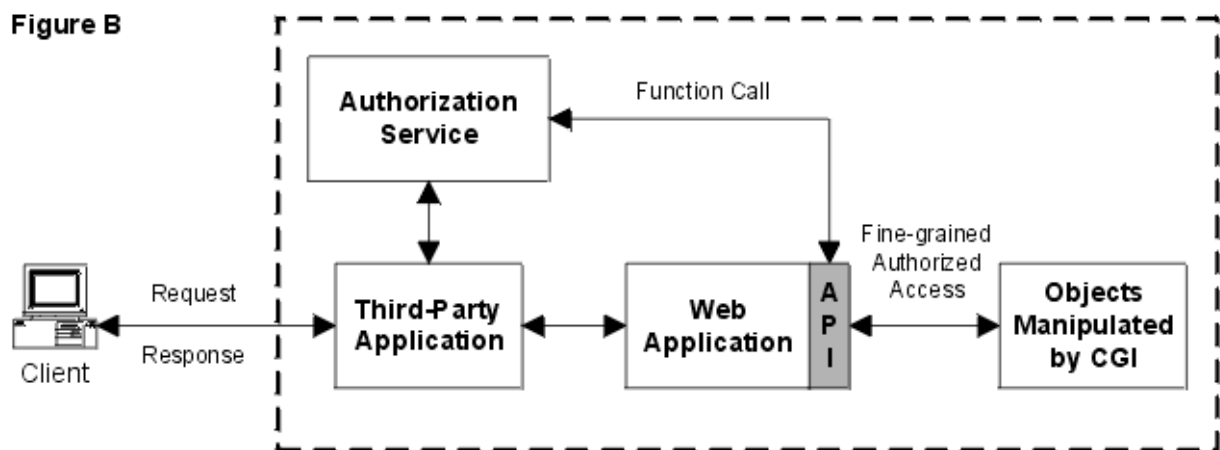 Figure B
Authorization
Service
Function Call
Fine-grained
Authorized
Access
Request
Response
Client
Third-Party
Application
Web
Application
A
P
I
Objects
Manipulated
by CGI